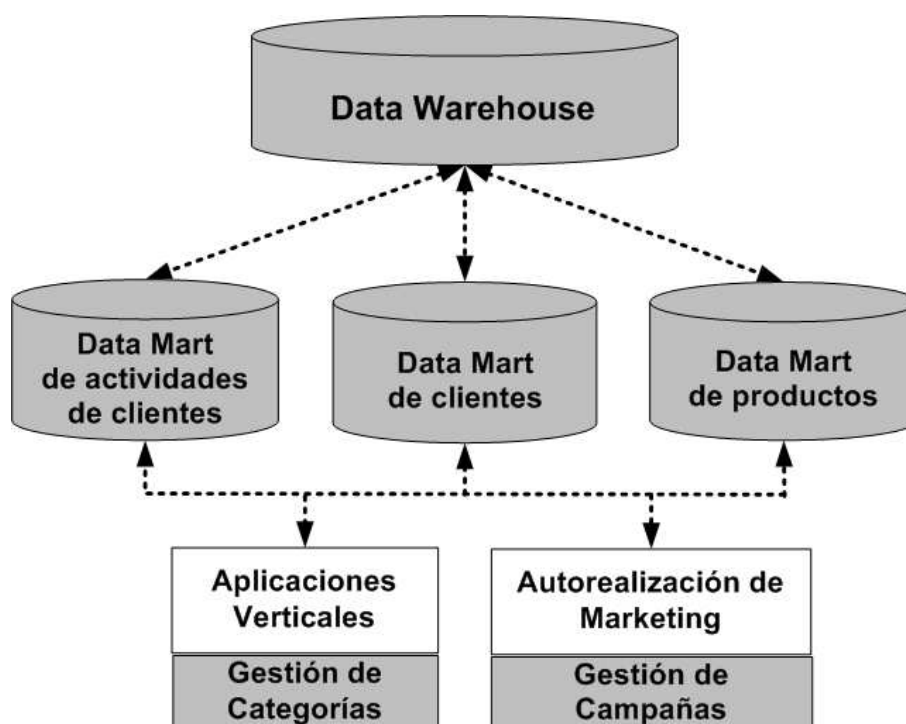 Data Warehouse
Data Mart
de actividades
de clientes
Data Mart
de clientes
Data Mart
de productos
Aplicaciones
Verticales
Gestión de
Categorías
Autorealización de
Marketing
Gestión de
Campañas